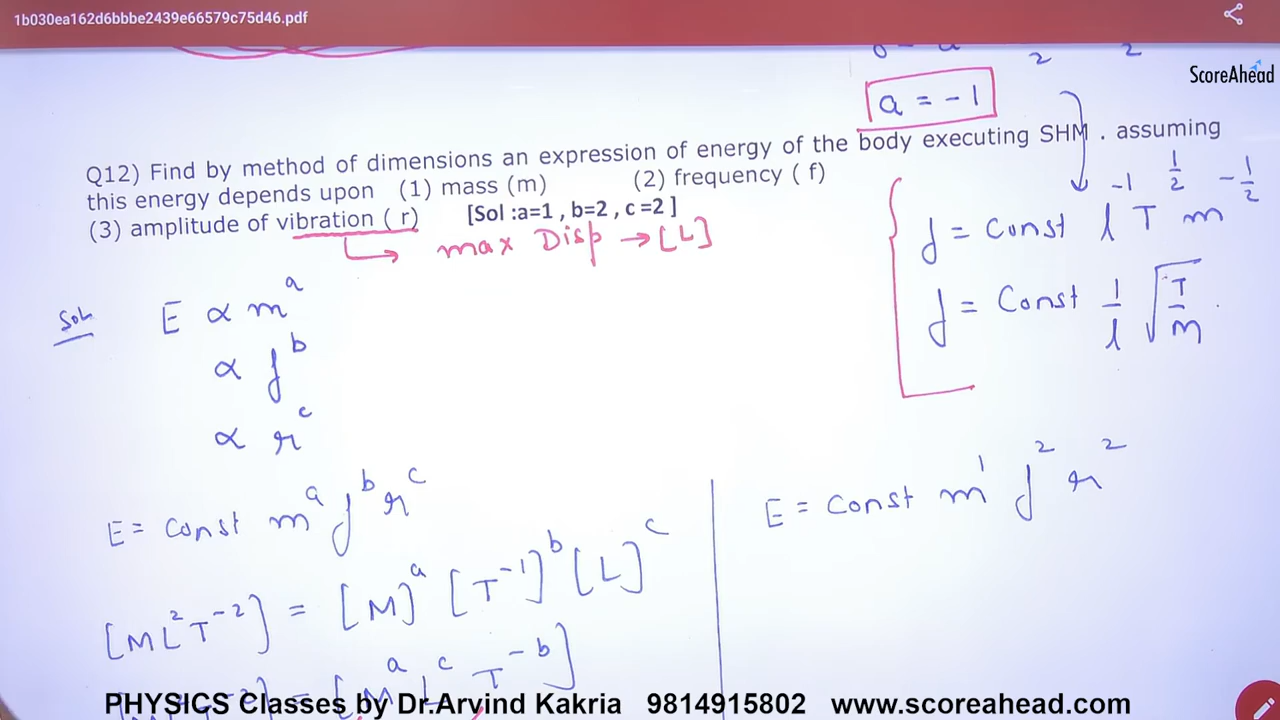 1b030ea162d6bbbe2439e66579c75d46.pdf
ScoreAhead
a = -1
Q12) Find by method of dimensions an expression of energy of the body executing SHM . assuming
this energy depends upon (1) mass (m) (2) frequency ( f)
(3) amplitude of vibration ( r) [Sol :a=1 , b=2 , c =2 ]
max Disp → [L]
f = Const l^-1 T^1/2 m^-1/2
f = Const 1/l √T/m .
Sol
E ∝ m^a
∝ f^b
∝ r^c
E = Const m^a f^b r^c
[M L^2 T^-2] = [M]^a [T^-1]^b [L]^c
[M^a L^c T^-b]
E = Const m^1 f^2 r^2
PHYSICS Classes by Dr.Arvind Kakria 9814915802 www.scoreahead.com